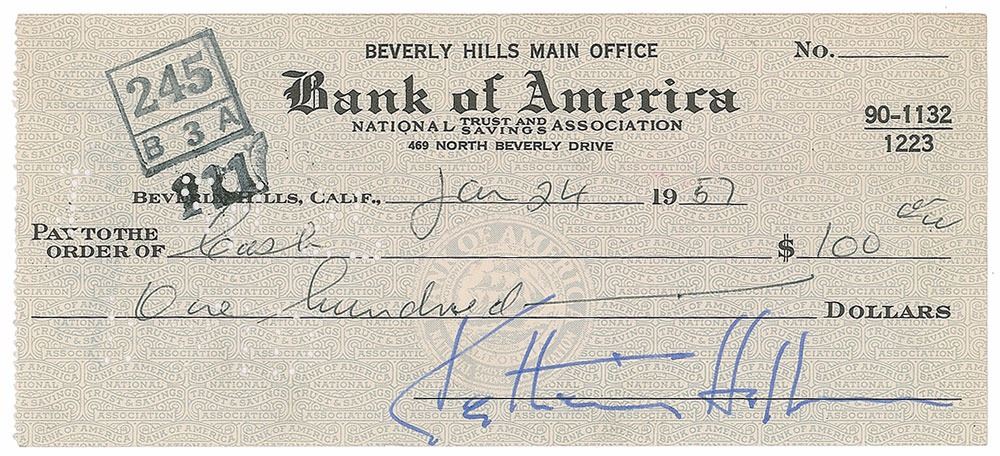 245
B 3 A
BEVERLY HILLS MAIN OFFICE
No.
Bank of America
NATIONAL TRUST AND SAVINGS ASSOCIATION
469 NORTH BEVERLY DRIVE
90-1132
1223
BEVERLY HILLS, CALIF., Jan 24 1957
PAY TO THE
ORDER OF Cash $ 100
One hundred DOLLARS
Katharine Hepburn